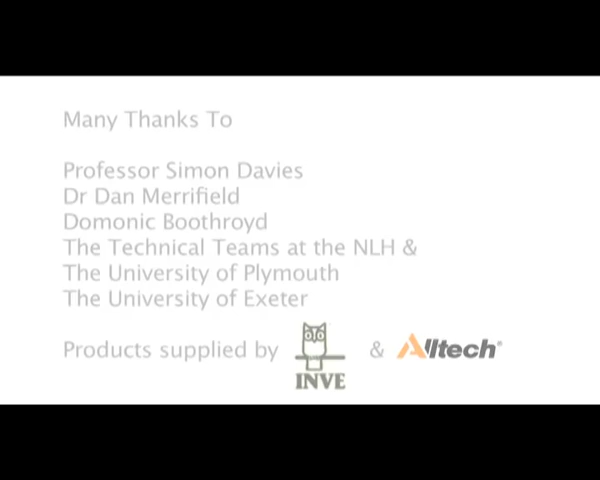 Many Thanks To
Professor Simon Davies
Dr Dan Merrifield
Domonic Boothroyd
The Technical Teams at the NLH &
The University of Plymouth
The University of Exeter
Products supplied by INVE & Alltech®